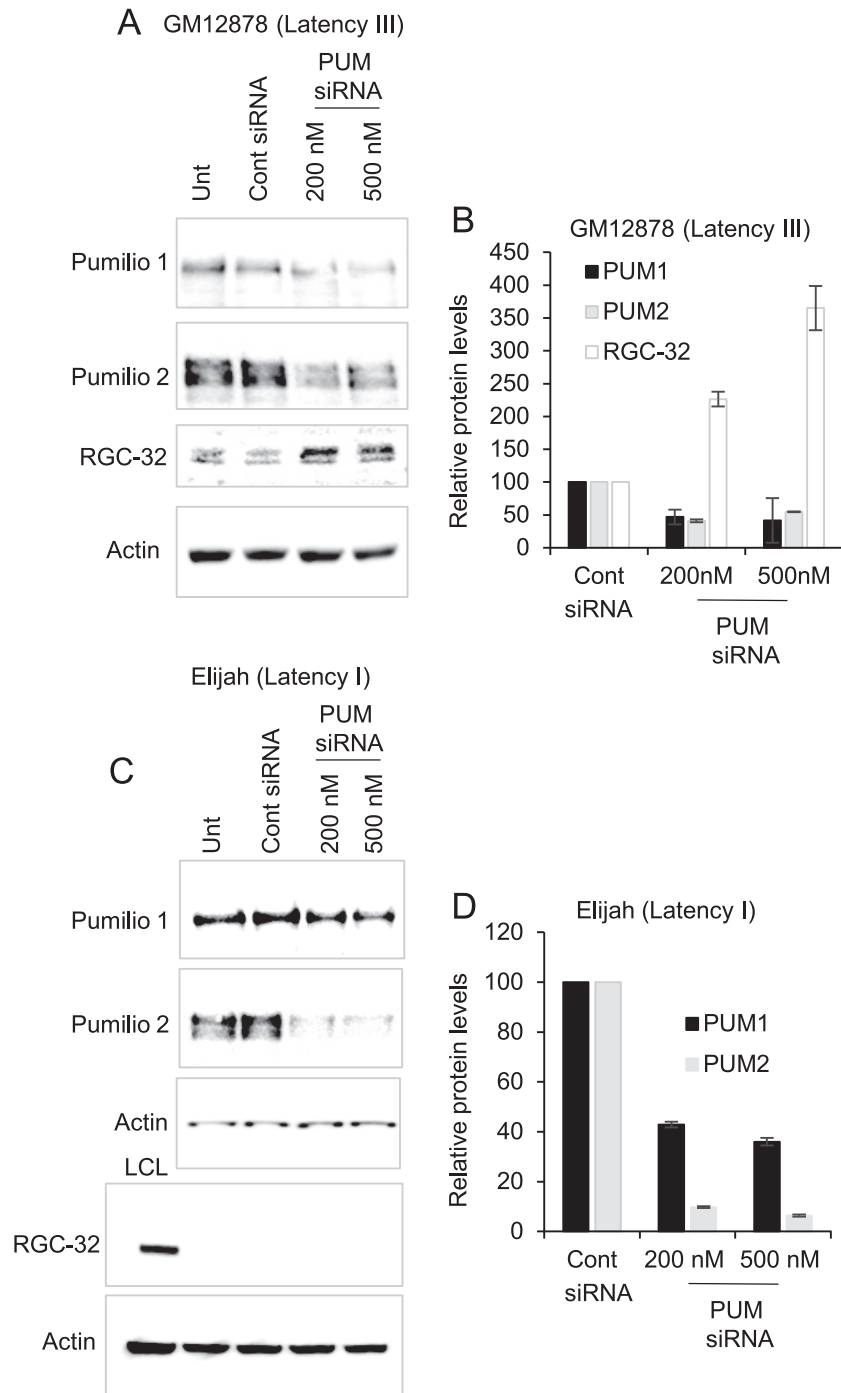 A GM12878 (Latency III)
PUM
siRNA
Unt
Cont siRNA
200 nM
500 nM
Pumilio 1
Pumilio 2
RGC-32
Actin
B
GM12878 (Latency III)
450
400
350
300
250
200
150
100
50
0
Relative protein levels
PUM1
PUM2
RGC-32
Cont
siRNA
200nM
500nM
PUM
siRNA
Elijah (Latency I)
C
PUM
siRNA
Unt
Cont siRNA
200 nM
500 nM
Pumilio 1
Pumilio 2
Actin
LCL
RGC-32
Actin
D
Elijah (Latency I)
120
100
80
60
40
20
0
Relative protein levels
PUM1
PUM2
Cont
siRNA
200 nM
500 nM
PUM
siRNA